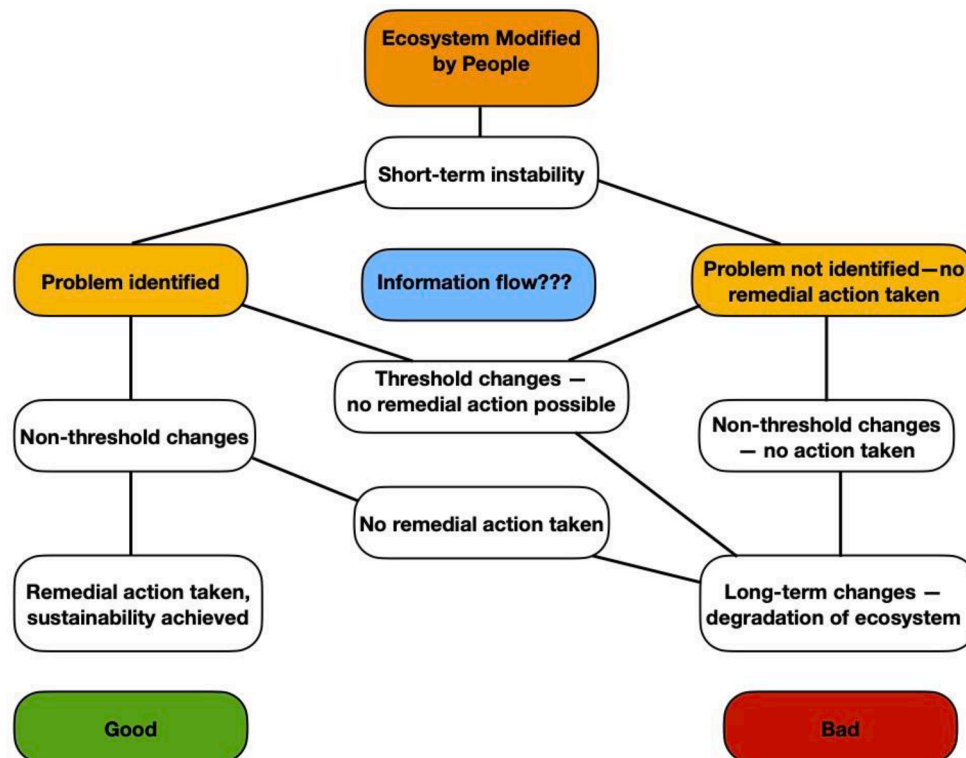 Ecosystem Modified
by People
Short-term instability
Problem identified
Information flow???
Problem not identified—no
remedial action taken
Threshold changes —
no remedial action possible
Non-threshold changes
Non-threshold changes
— no action taken
No remedial action taken
Remedial action taken,
sustainability achieved
Long-term changes —
degradation of ecosystem
Good
Bad